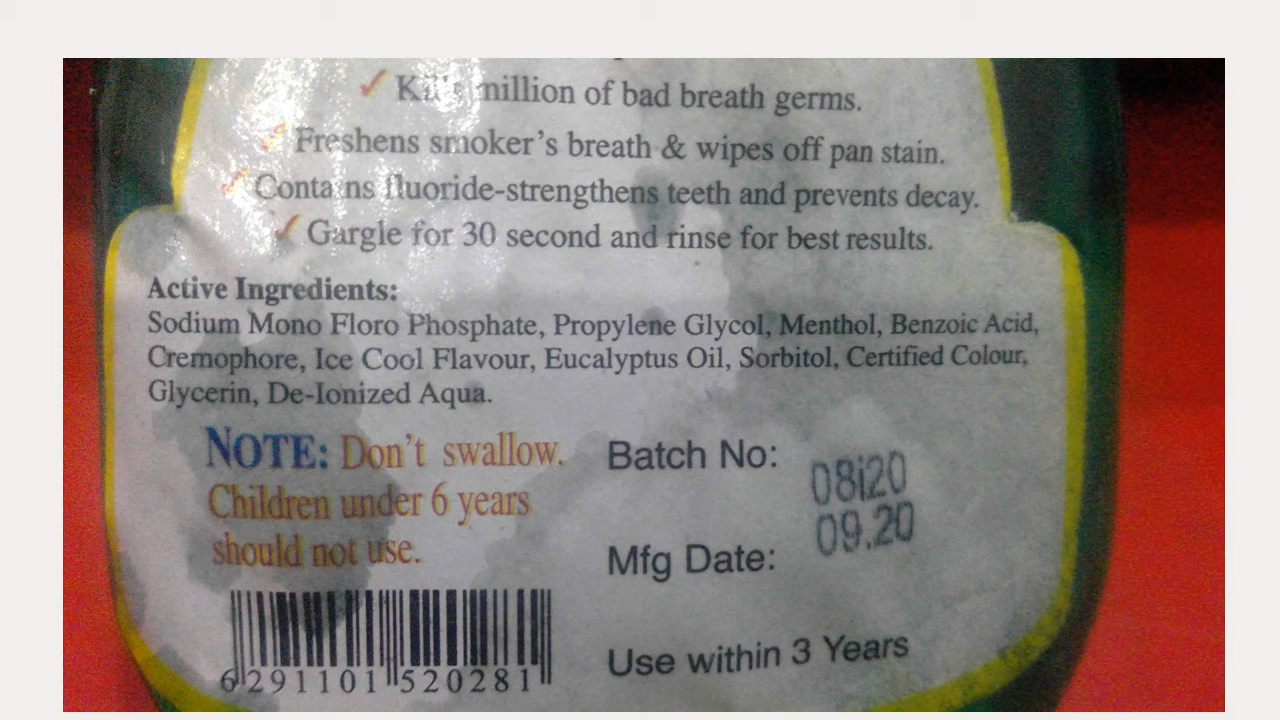 million of bad breath germs.
Freshens smoker's breath & wipes off pan stain.
Contains fluoride-strengthens teeth and prevents decay.
Gargle for 30 second and rinse for best results.
Active Ingredients:
Sodium Mono Floro Phosphate, Propylene Glycol, Menthol, Benzoic Acid,
Cremophore, Ice Cool Flavour, Eucalyptus Oil, Sorbitol, Certified Colour,
Glycerin, De-Ionized Aqua.
NOTE: Don't swallow.
Children under 6 years
should not use.
Batch No: 08i20
09.20
Mfg Date:
Use within 3 Years
6291101520281